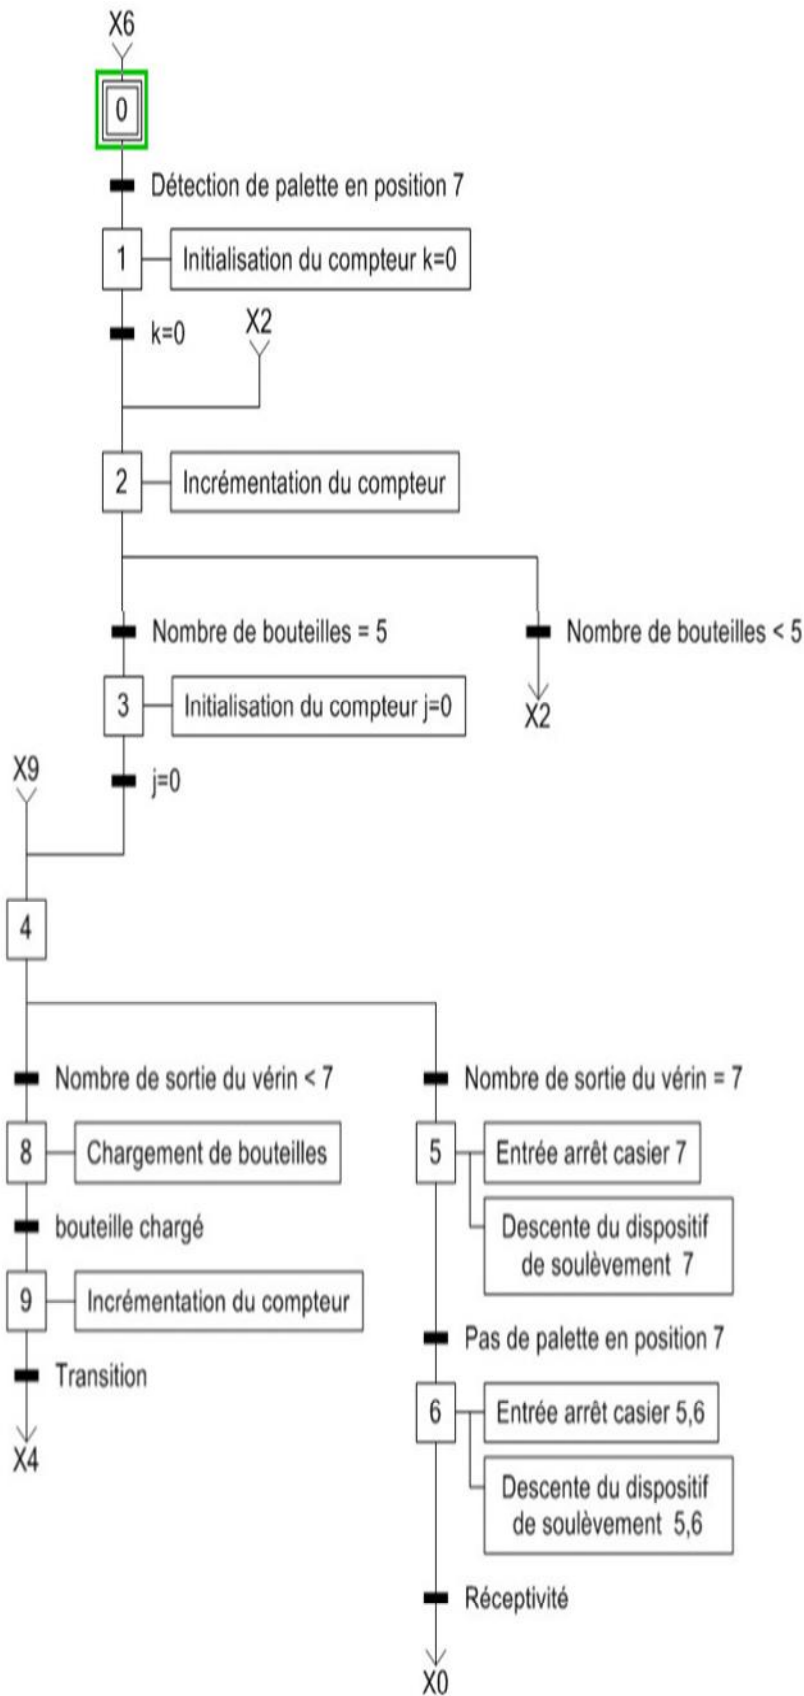 X6
0
Détection de palette en position 7
1
Initialisation du compteur k=0
k=0
X2
2
Incrémentation du compteur
Nombre de bouteilles = 5
Nombre de bouteilles < 5
3
Initialisation du compteur j=0
X2
X9
j=0
4
Nombre de sortie du vérin < 7
Nombre de sortie du vérin = 7
8
Chargement de bouteilles
5
Entrée arrêt casier 7
bouteille chargé
Descente du dispositif
de soulèvement 7
9
Incrémentation du compteur
Pas de palette en position 7
Transition
6
Entrée arrêt casier 5,6
X4
Descente du dispositif
de soulèvement 5,6
Réceptivité
X0